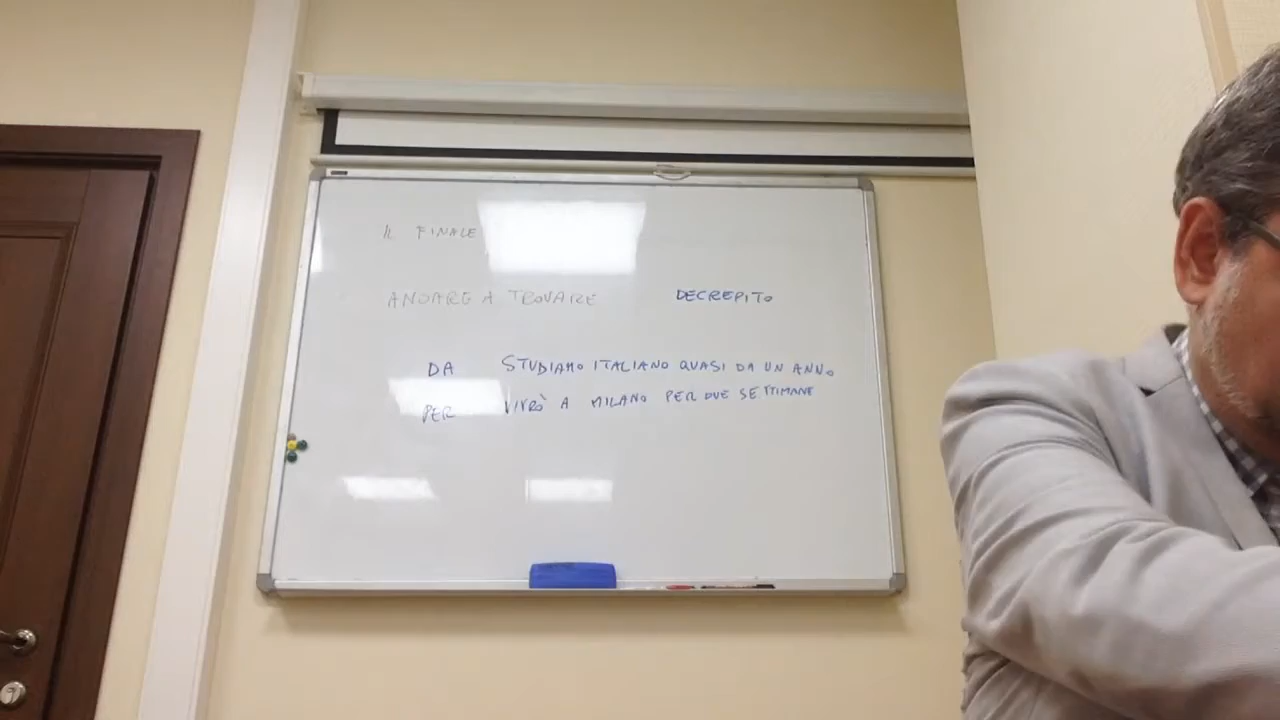 IL FINALE
ANDARE A TROVARE DECREPITO
DA STUDIAMO ITALIANO QUASI DA UN ANNO
PER VIVRÒ A MILANO PER DUE SETTIMANE